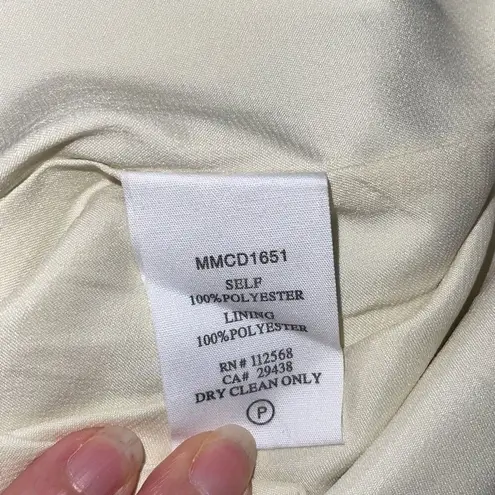 MMCD1651
SELF
100%POLYESTER
LINING
100%POLYESTER
RN# 112568
CA# 29438
DRY CLEAN ONLY
P